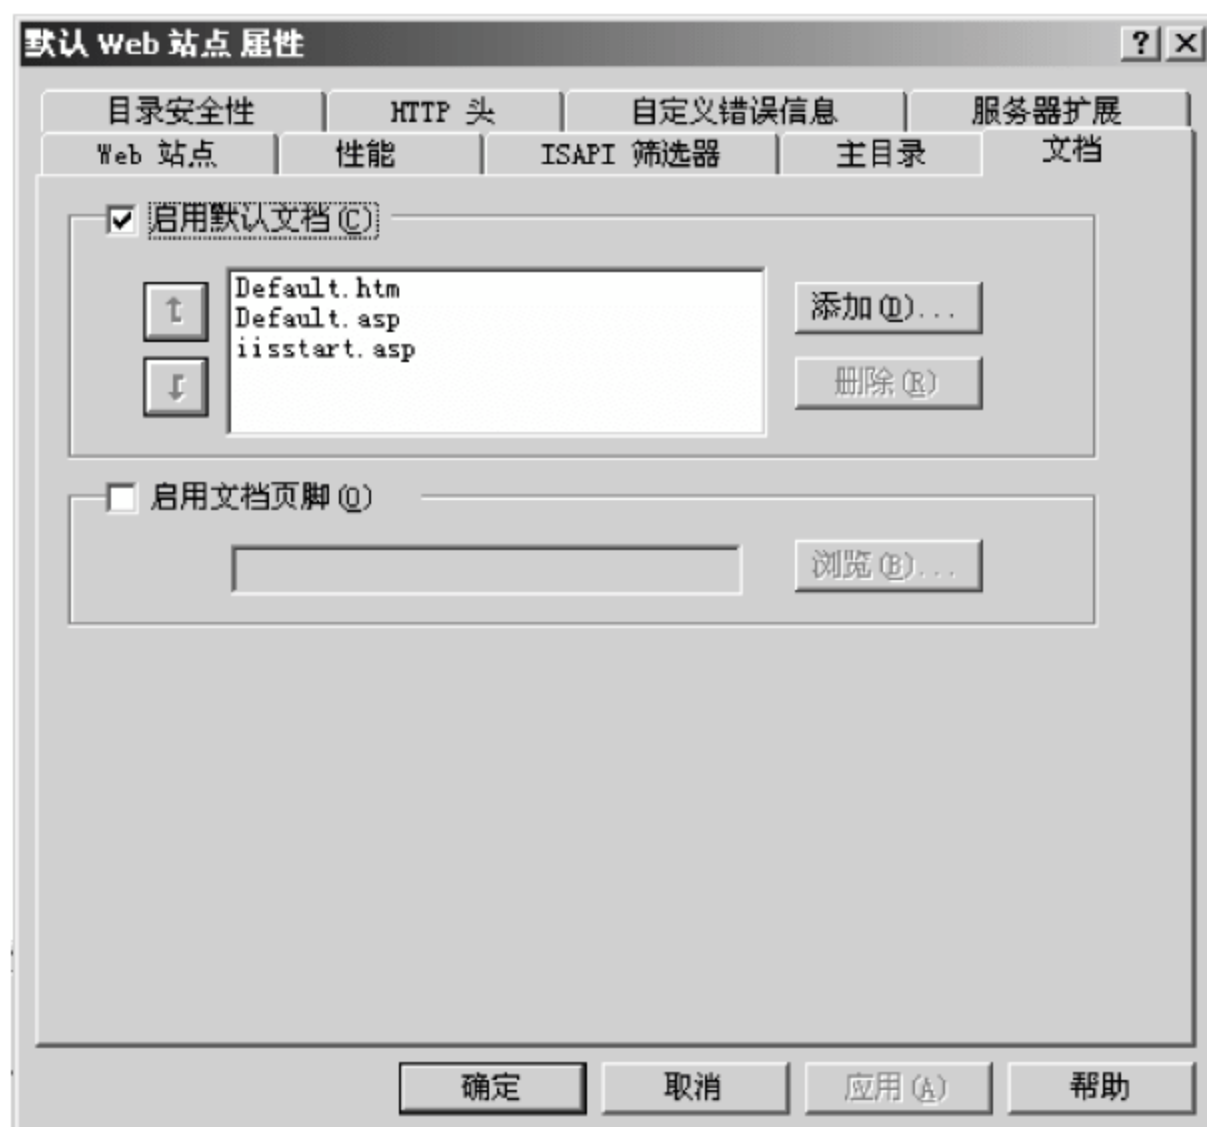 默认 Web 站点 属性
目录安全性 HTTP 头 自定义错误信息 服务器扩展
Web 站点 性能 ISAPI 筛选器 主目录 文档
启用默认文档(C)
Default.htm
Default.asp
iisstart.asp
添加(D)...
删除(R)
启用文档页脚(O)
浏览(B)...
确定 取消 应用(A) 帮助